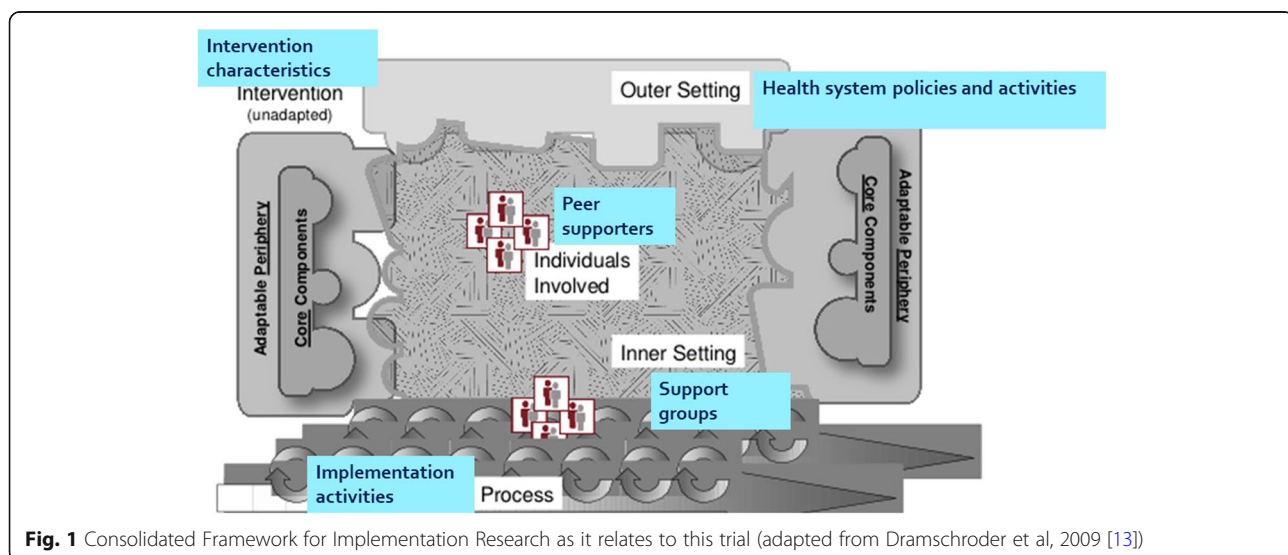 Intervention
characteristics
Intervention
(unadapted)
Outer Setting
Health system policies and activities
Adaptable Periphery
Core Components
Peer
supporters
Individuals
Involved
Core Components
Adaptable Periphery
Inner Setting
Support
groups
Implementation
activities
Process
Fig. 1 Consolidated Framework for Implementation Research as it relates to this trial (adapted from Dramschroder et al, 2009 [13])